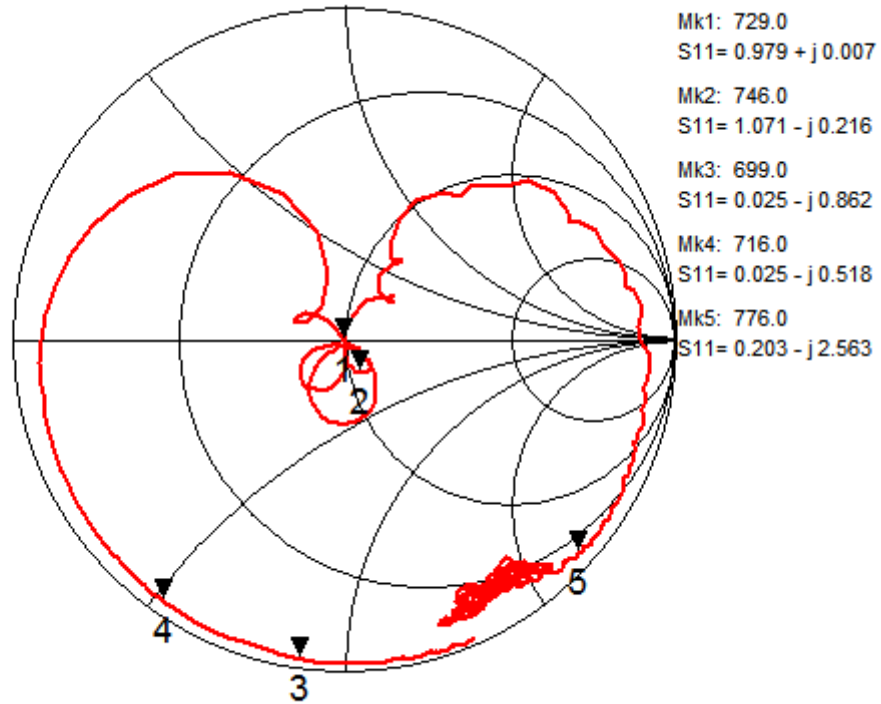 Mk1: 729.0
S11= 0.979 + j 0.007
Mk2: 746.0
S11= 1.071 - j 0.216
Mk3: 699.0
S11= 0.025 - j 0.862
Mk4: 716.0
S11= 0.025 - j 0.518
Mk5: 776.0
S11= 0.203 - j 2.563
1
2
5
4
3